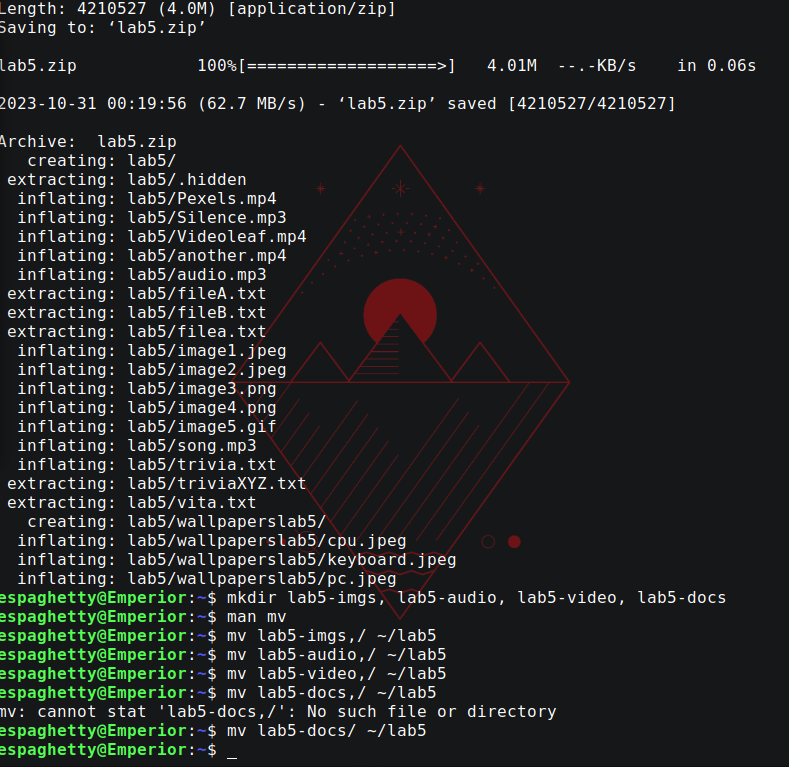 Length: 4210527 (4.0M) [application/zip]
Saving to: ‘lab5.zip’
lab5.zip 100%[===================>] 4.01M --.-KB/s in 0.06s
2023-10-31 00:19:56 (62.7 MB/s) - ‘lab5.zip’ saved [4210527/4210527]
Archive: lab5.zip
creating: lab5/
extracting: lab5/.hidden
inflating: lab5/Pexels.mp4
inflating: lab5/Silence.mp3
inflating: lab5/Videoleaf.mp4
inflating: lab5/another.mp4
inflating: lab5/audio.mp3
extracting: lab5/fileA.txt
extracting: lab5/fileB.txt
extracting: lab5/filea.txt
inflating: lab5/image1.jpeg
inflating: lab5/image2.jpeg
inflating: lab5/image3.png
inflating: lab5/image4.png
inflating: lab5/image5.gif
inflating: lab5/song.mp3
inflating: lab5/trivia.txt
extracting: lab5/triviaXYZ.txt
extracting: lab5/vita.txt
creating: lab5/wallpaperslab5/
inflating: lab5/wallpaperslab5/cpu.jpeg
inflating: lab5/wallpaperslab5/keyboard.jpeg
inflating: lab5/wallpaperslab5/pc.jpeg
espaghetty@Emperior:~$ mkdir lab5-imgs, lab5-audio, lab5-video, lab5-docs
espaghetty@Emperior:~$ man mv
espaghetty@Emperior:~$ mv lab5-imgs,/ ~/lab5
espaghetty@Emperior:~$ mv lab5-audio,/ ~/lab5
espaghetty@Emperior:~$ mv lab5-video,/ ~/lab5
espaghetty@Emperior:~$ mv lab5-docs,/ ~/lab5
mv: cannot stat 'lab5-docs,/': No such file or directory
espaghetty@Emperior:~$ mv lab5-docs/ ~/lab5
espaghetty@Emperior:~$ _